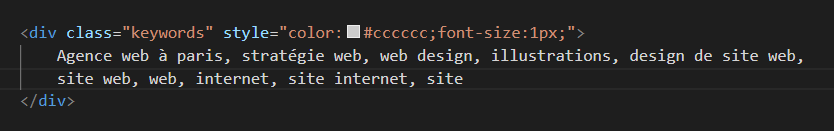 <div class="keywords" style="color:#cccccc;font-size:1px;">
Agence web à paris, stratégie web, web design, illustrations, design de site web,
site web, web, internet, site internet, site
</div>